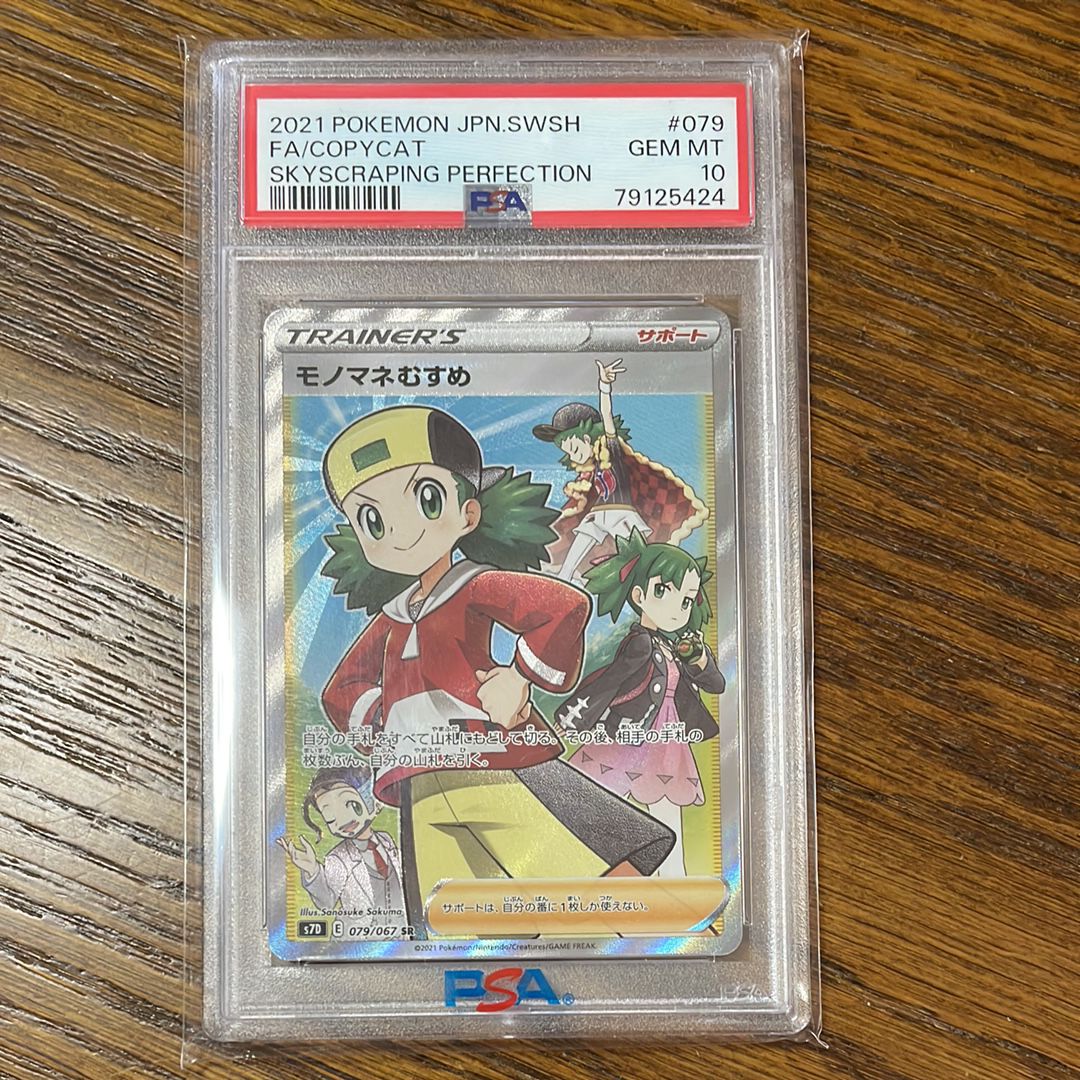 2021 POKEMON JPN.SWSH #079
FA/COPYCAT GEM MT
SKYSCRAPING PERFECTION 10
PSA 79125424
TRAINER'S サポート
モノマネむすめ
自分の手札をすべて山札にもどして切る。その後、相手の手札の
枚数ぶん、自分の山札を引く。
サポートは、自分の番に1枚しか使えない。
Illus.Sanosuke Sakuma
s7D E 079/067 SR
©2021 Pokémon/Nintendo/Creatures/GAME FREAK.
PSA®